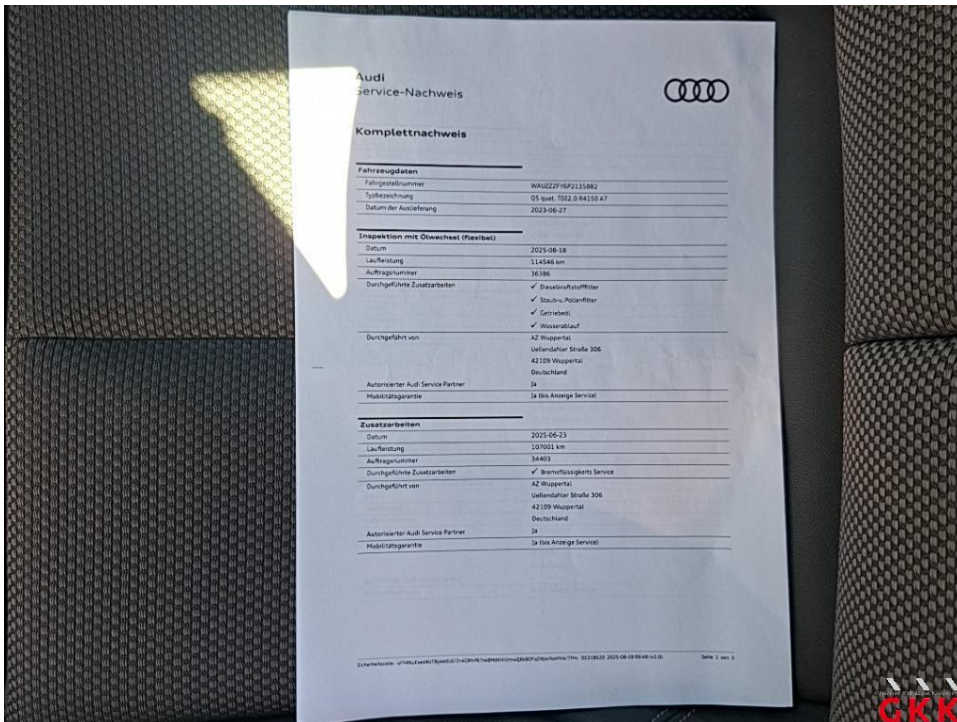 Audi
Service-Nachweis
Komplettnachweis
Fahrzeugdaten
Fahrgestellnummer WAUZZZFY6P2135882
Typbezeichnung Q5 quat. TDI2.0 R4150 A7
Datum der Auslieferung 2023-06-27
Inspektion mit Ölwechsel (flexibel)
Datum 2025-08-18
Laufleistung 114546 km
Auftragsnummer 36386
Durchgeführte Zusatzarbeiten ✓ Dieselkraftstofffilter
✓ Staub-u.Pollenfilter
✓ Getriebeöl
✓ Wasserablauf
Durchgeführt von AZ Wuppertal
Uellendahler Straße 306
42109 Wuppertal
Deutschland
Autorisierter Audi Service Partner Ja
Mobilitätsgarantie Ja (bis Anzeige Service)
Zusatzarbeiten
Datum 2025-06-23
Laufleistung 107001 km
Auftragsnummer 34403
Durchgeführte Zusatzarbeiten ✓ Bremsflüssigkeits Service
Durchgeführt von AZ Wuppertal
Uellendahler Straße 306
42109 Wuppertal
Deutschland
Autorisierter Audi Service Partner Ja
Mobilitätsgarantie Ja (bis Anzeige Service)
Sicherheitscode: 2025-08-18 (v2.0) Seite 1 von 3
GKK